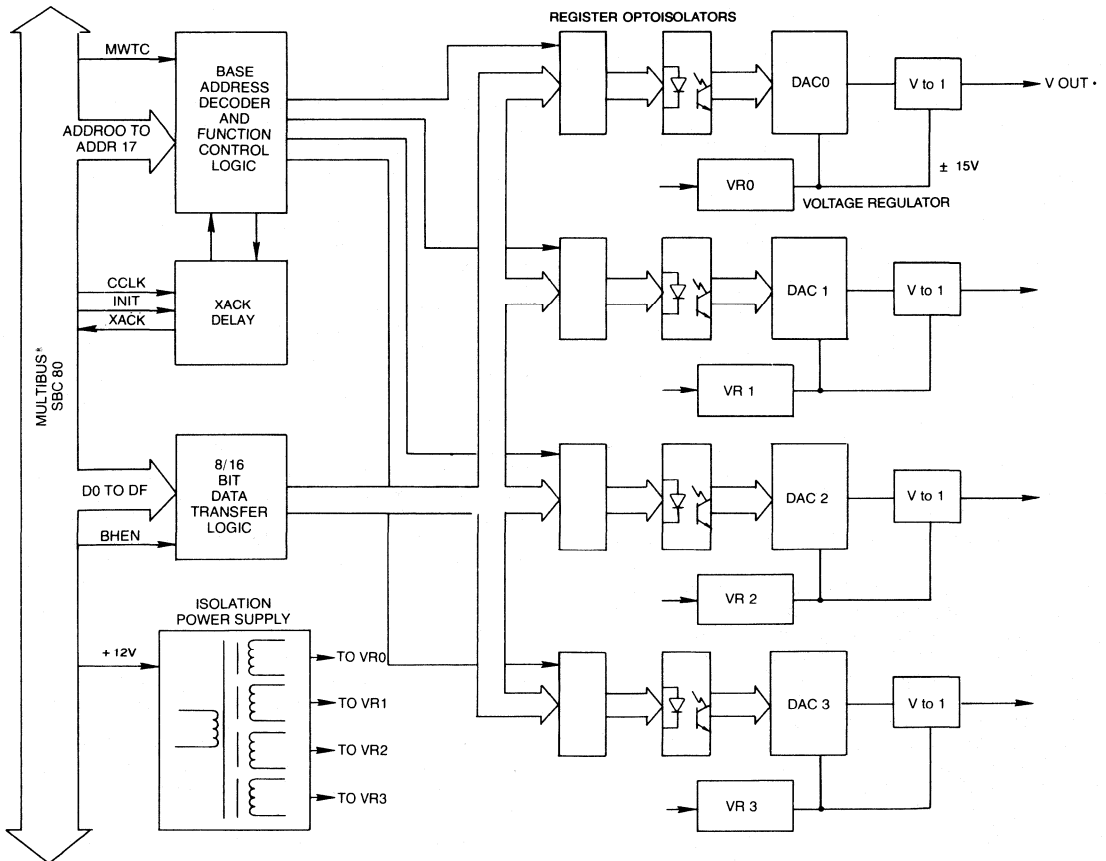 REGISTER OPTOISOLATORS
MWTC
BASE
ADDRESS
DECODER
AND
FUNCTION
CONTROL
LOGIC
ADDROO TO
ADDR 17
DAC0
V to 1
V OUT •
VR0
± 15V
VOLTAGE REGULATOR
CCLK
INIT
XACK
XACK
DELAY
DAC 1
V to 1
VR 1
MULTIBUS®
SBC 80
D0 TO DF
BHEN
8/16
BIT
DATA
TRANSFER
LOGIC
DAC 2
V to 1
VR 2
ISOLATION
POWER SUPPLY
+ 12V
TO VR0
TO VR1
TO VR2
TO VR3
DAC 3
V to 1
VR 3